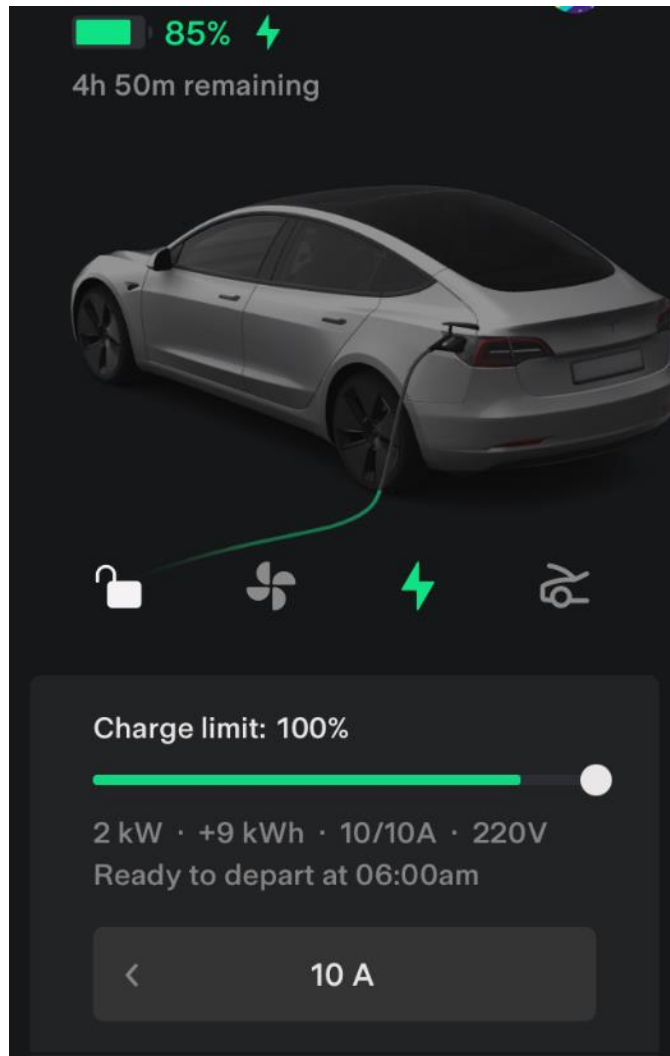 85%
4h 50m remaining
Charge limit: 100%
2 kW · +9 kWh · 10/10A · 220V
Ready to depart at 06:00am
10 A